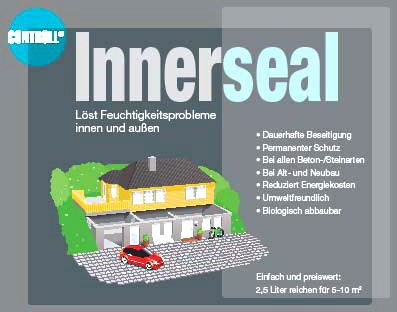 CONTROLL®
Innerseal
Löst Feuchtigkeitsprobleme
innen und außen
• Dauerhafte Beseitigung
• Permanenter Schutz
• Bei allen Beton-/Steinarten
• Bei Alt- und Neubau
• Reduziert Energiekosten
• Umweltfreundlich
• Biologisch abbaubar
Einfach und preiswert:
2,5 Liter reichen für 5-10 m²